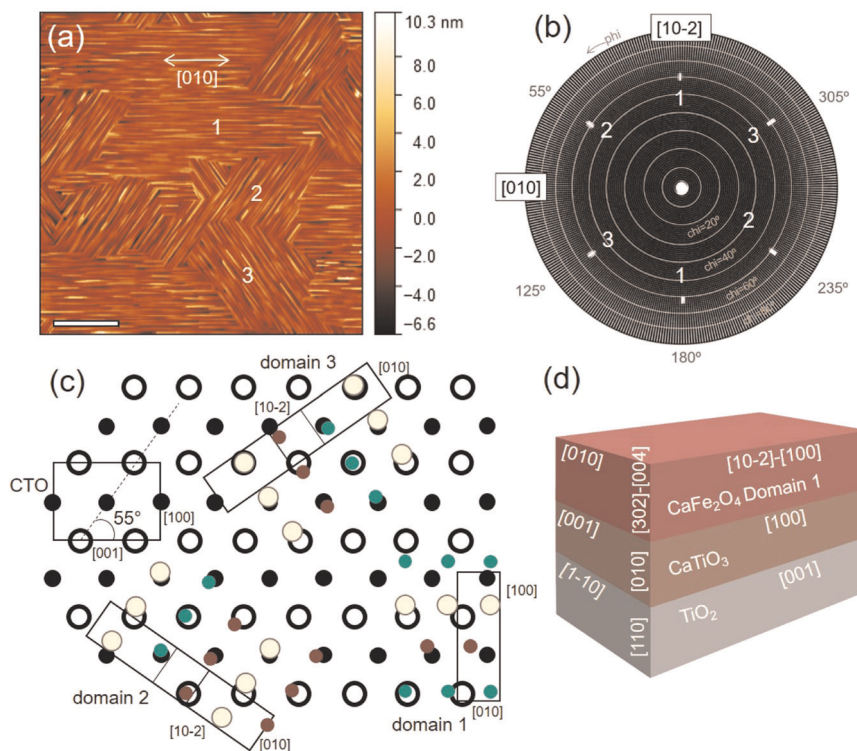 (a)
[010]
1
2
3
10.3 nm
8.0
6.0
4.0
2.0
0.0
−2.0
−4.0
−6.6
(b)
phi
[10-2]
55º
305º
1
2
3
[010]
chi=20º
chi=40º
chi=60º
3
2
1
125º
235º
180º
(c)
domain 3
[010]
[10-2]
CTO
[100]
55°
[001]
[100]
domain 2
[10-2]
[010]
domain 1
[010]
(d)
[010]
[10-2]-[100]
[302]-[004]
CaFe2O4 Domain 1
[001]
[100]
[010]
CaTiO3
[1-10]
[001]
[110]
TiO2